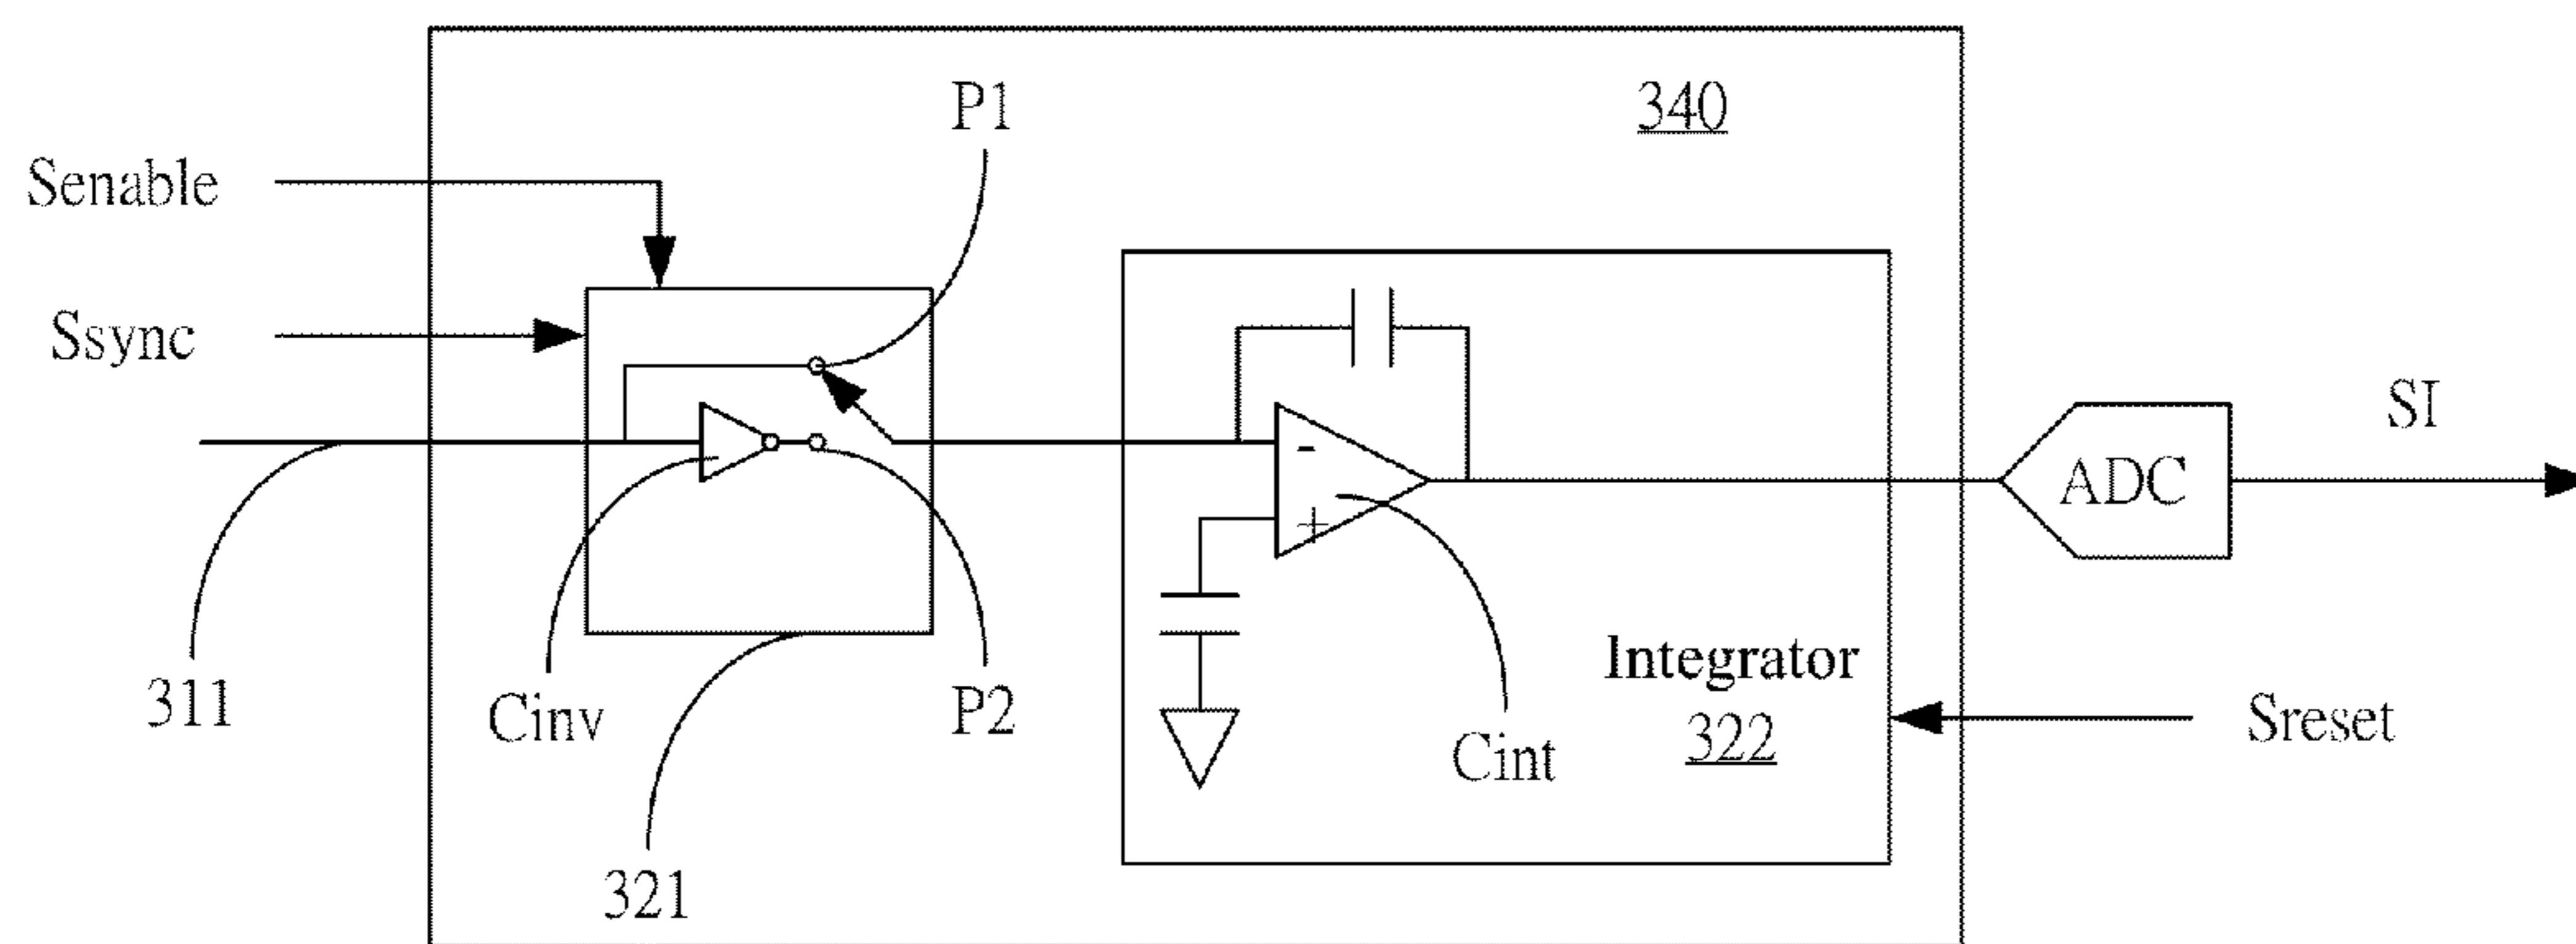 P1
340
Senable
Ssync
SI
-
ADC
+
Integrator
322
311
Cinv
P2
Cint
Sreset
321